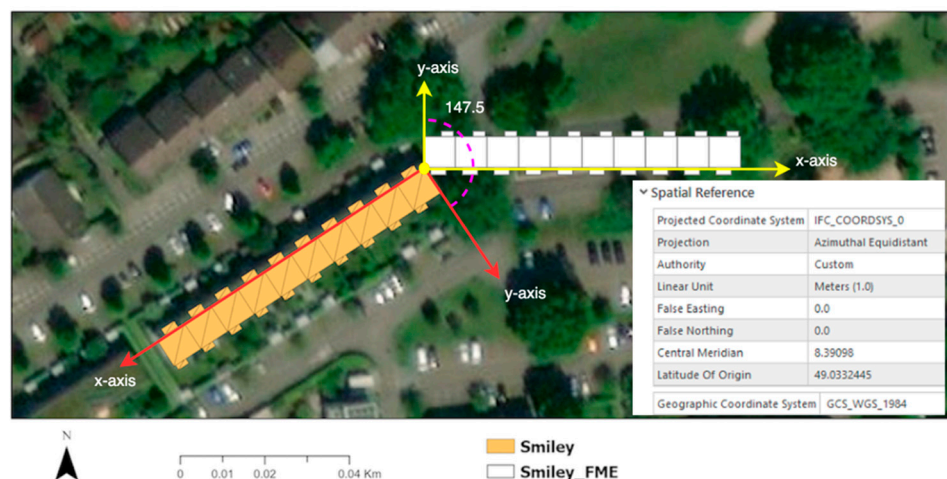 y-axis
147.5
x-axis
y-axis
x-axis
Spatial Reference
Projected Coordinate System IFC_COORDSYS_0
Projection Azimuthal Equidistant
Authority Custom
Linear Unit Meters (1.0)
False Easting 0.0
False Northing 0.0
Central Meridian 8.39098
Latitude Of Origin 49.0332445
Geographic Coordinate System GCS_WGS_1984
N
0 0.01 0.02 0.04 Km
Smiley
Smiley_FME